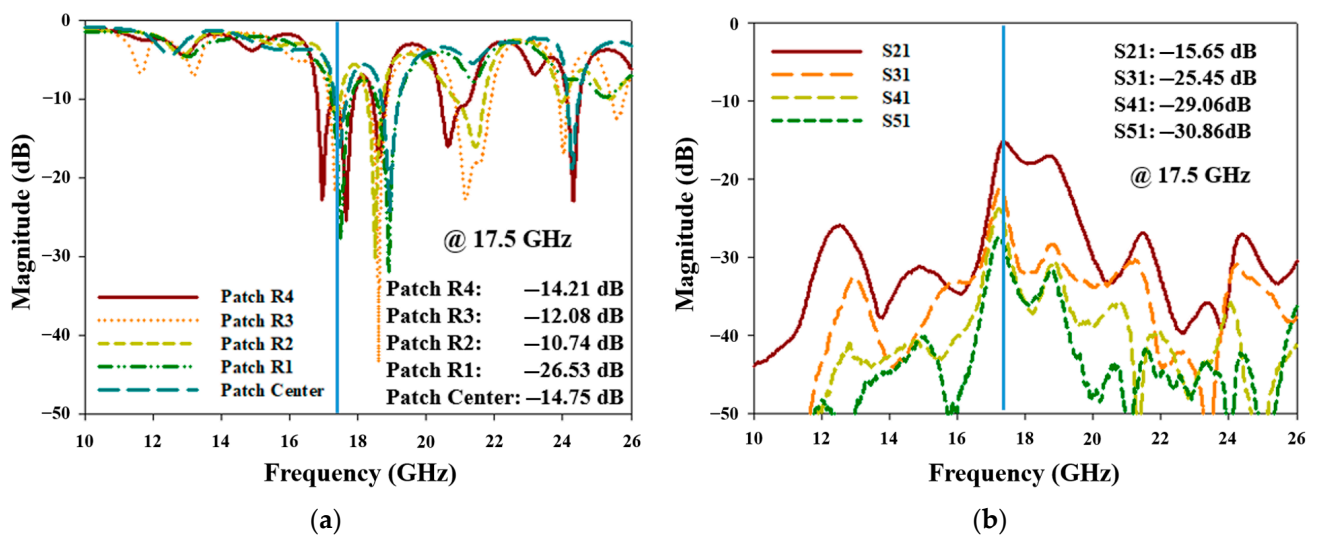 0
−10
−20
−30
−40
−50
Magnitude (dB)
10 12 14 16 18 20 22 24 26
Frequency (GHz)
Patch R4
Patch R3
Patch R2
Patch R1
Patch Center
@ 17.5 GHz
Patch R4: −14.21 dB
Patch R3: −12.08 dB
Patch R2: −10.74 dB
Patch R1: −26.53 dB
Patch Center: −14.75 dB
(a)
0
−10
−20
−30
−40
−50
Magnitude (dB)
10 12 14 16 18 20 22 24 26
Frequency (GHz)
S21
S31
S41
S51
S21: −15.65 dB
S31: −25.45 dB
S41: −29.06dB
S51: −30.86dB
@ 17.5 GHz
(b)